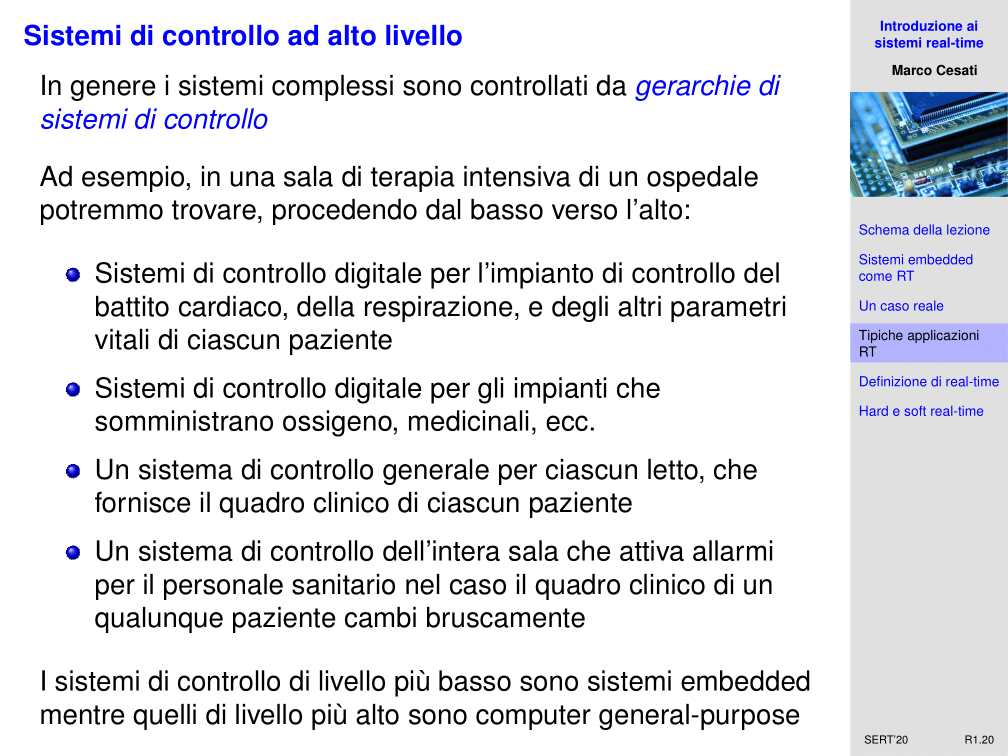 Sistemi di controllo ad alto livello
In genere i sistemi complessi sono controllati da gerarchie di
sistemi di controllo
Ad esempio, in una sala di terapia intensiva di un ospedale
potremmo trovare, procedendo dal basso verso l'alto:
Sistemi di controllo digitale per l'impianto di controllo del
battito cardiaco, della respirazione, e degli altri parametri
vitali di ciascun paziente
Sistemi di controllo digitale per gli impianti che
somministrano ossigeno, medicinali, ecc.
Un sistema di controllo generale per ciascun letto, che
fornisce il quadro clinico di ciascun paziente
Un sistema di controllo dell'intera sala che attiva allarmi
per il personale sanitario nel caso il quadro clinico di un
qualunque paziente cambi bruscamente
I sistemi di controllo di livello più basso sono sistemi embedded
mentre quelli di livello più alto sono computer general-purpose
Introduzione ai
sistemi real-time
Marco Cesati
R47 R46
Schema della lezione
Sistemi embedded
come RT
Un caso reale
Tipiche applicazioni
RT
Definizione di real-time
Hard e soft real-time
SERT'20 R1.20